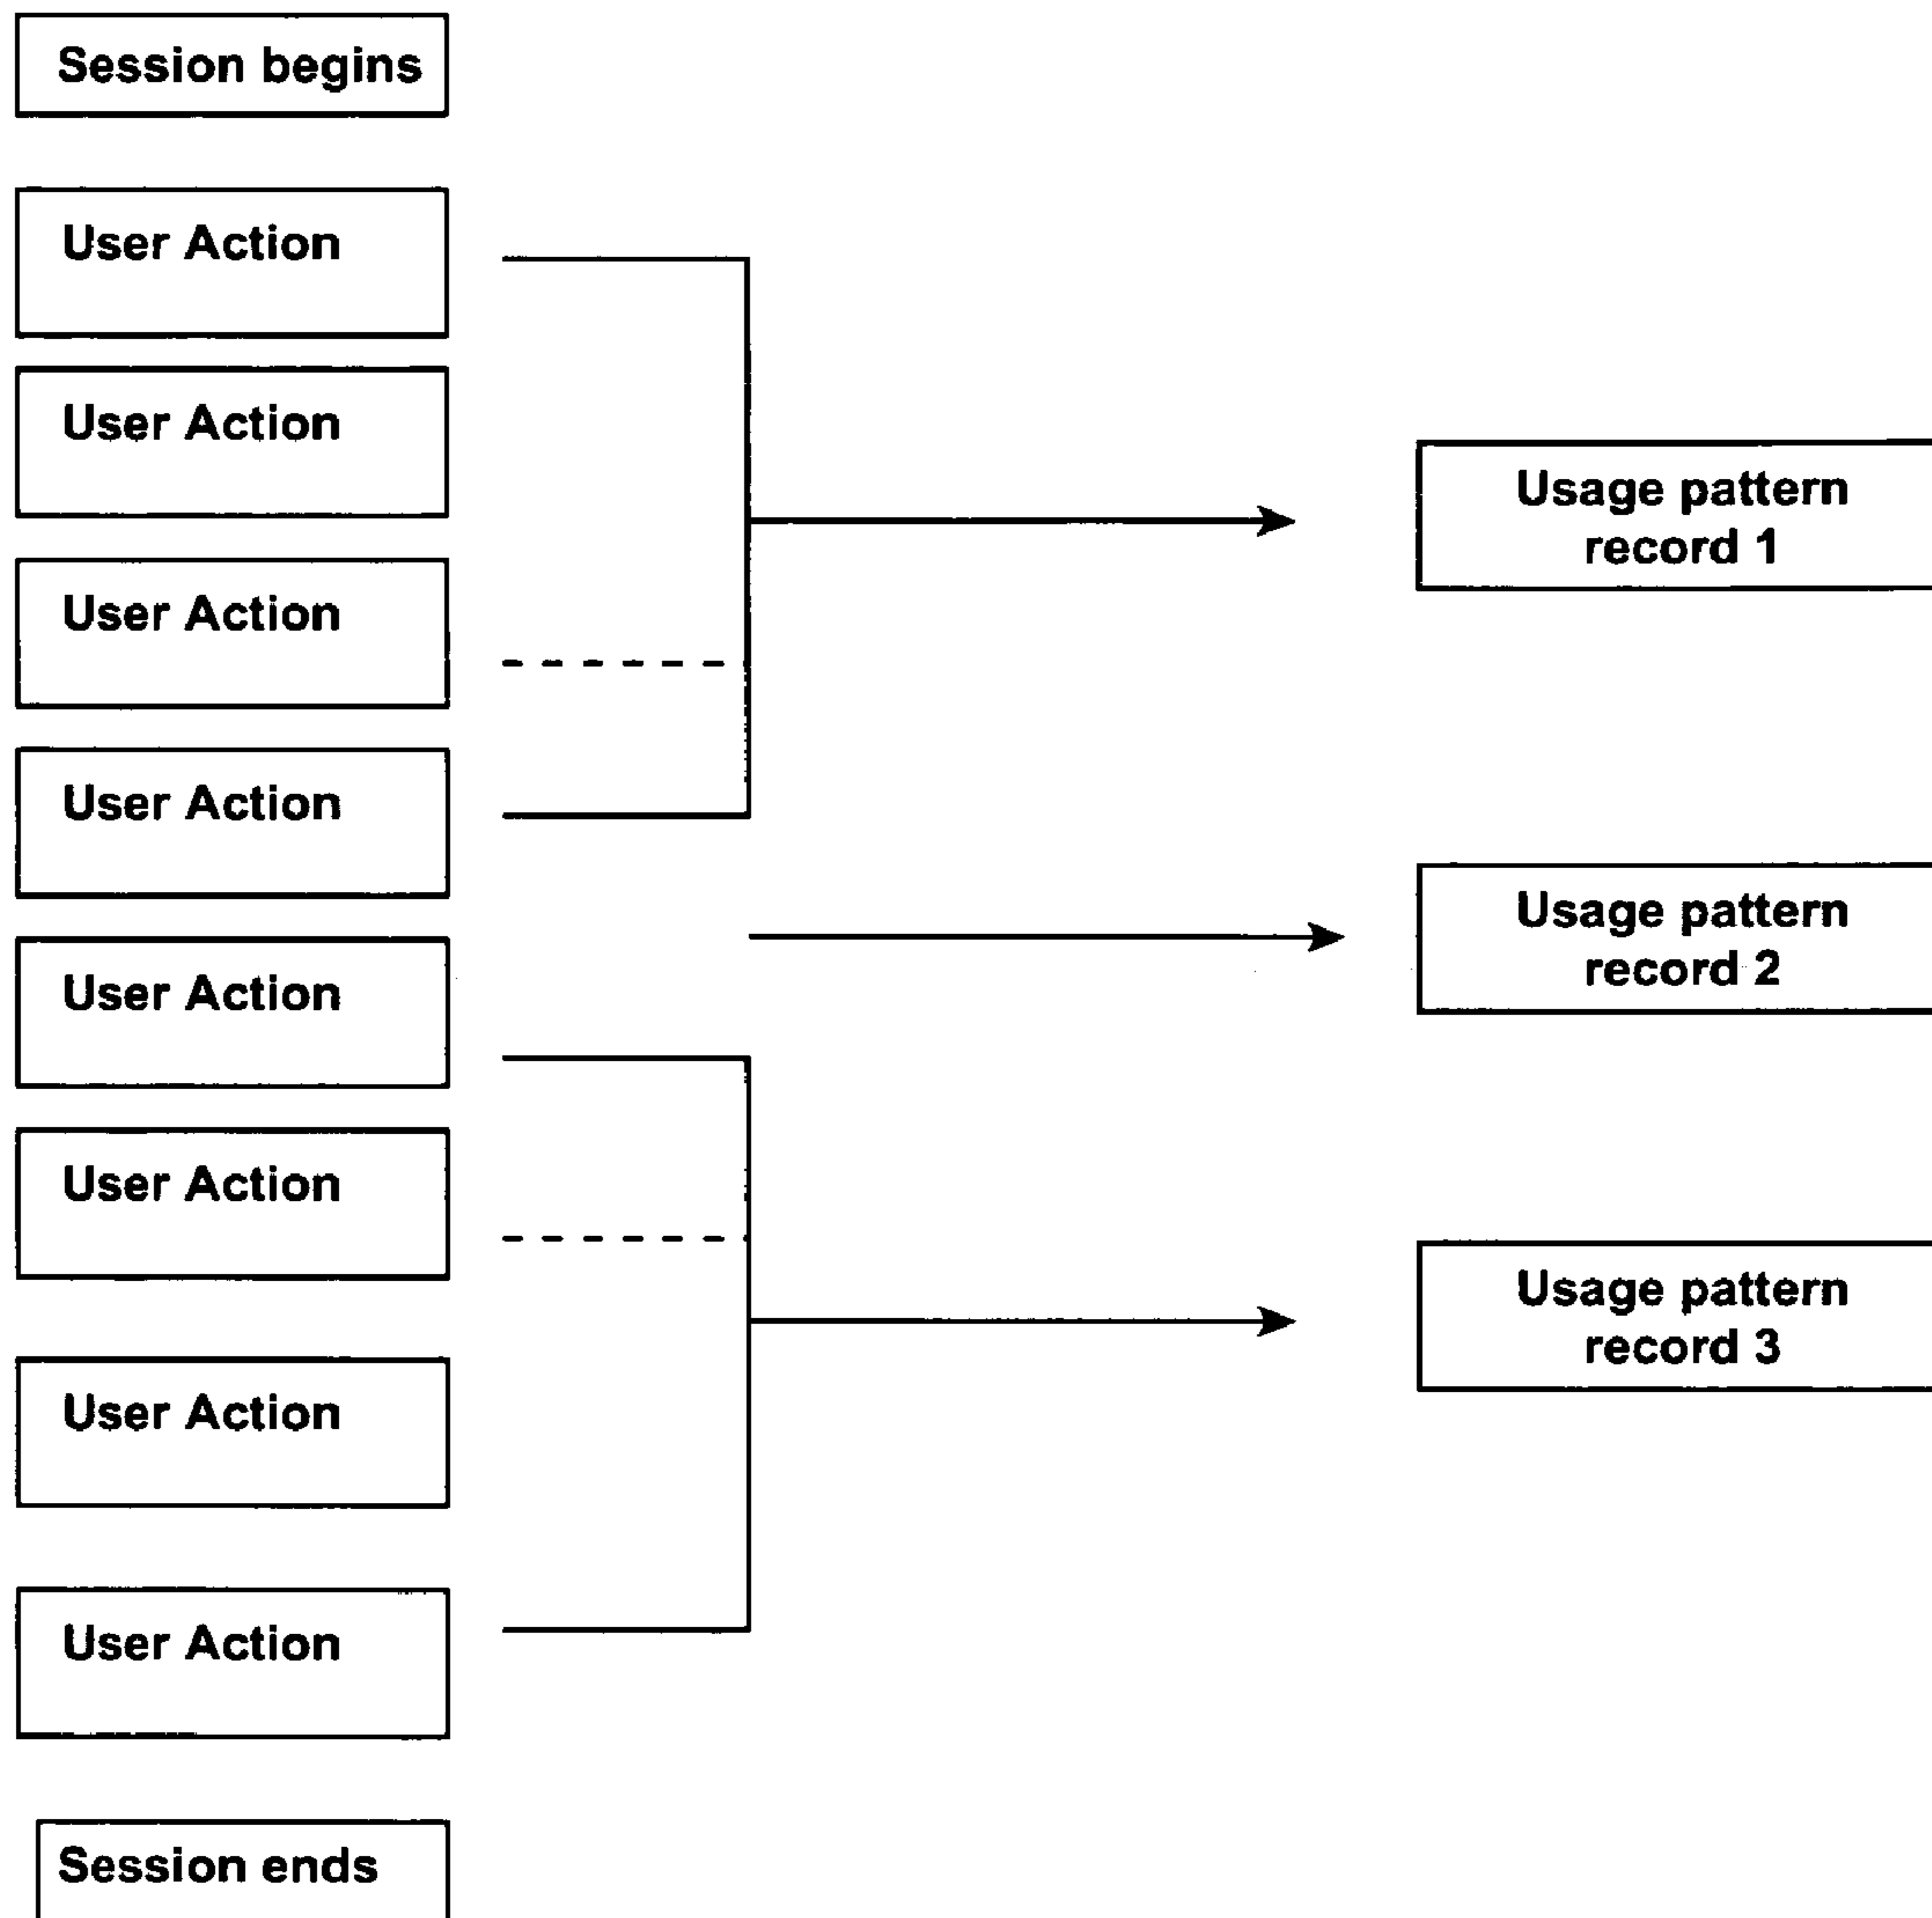 Session begins
User Action
User Action
User Action
User Action
User Action
User Action
User Action
User Action
Session ends
Usage pattern
record 1
Usage pattern
record 2
Usage pattern
record 3